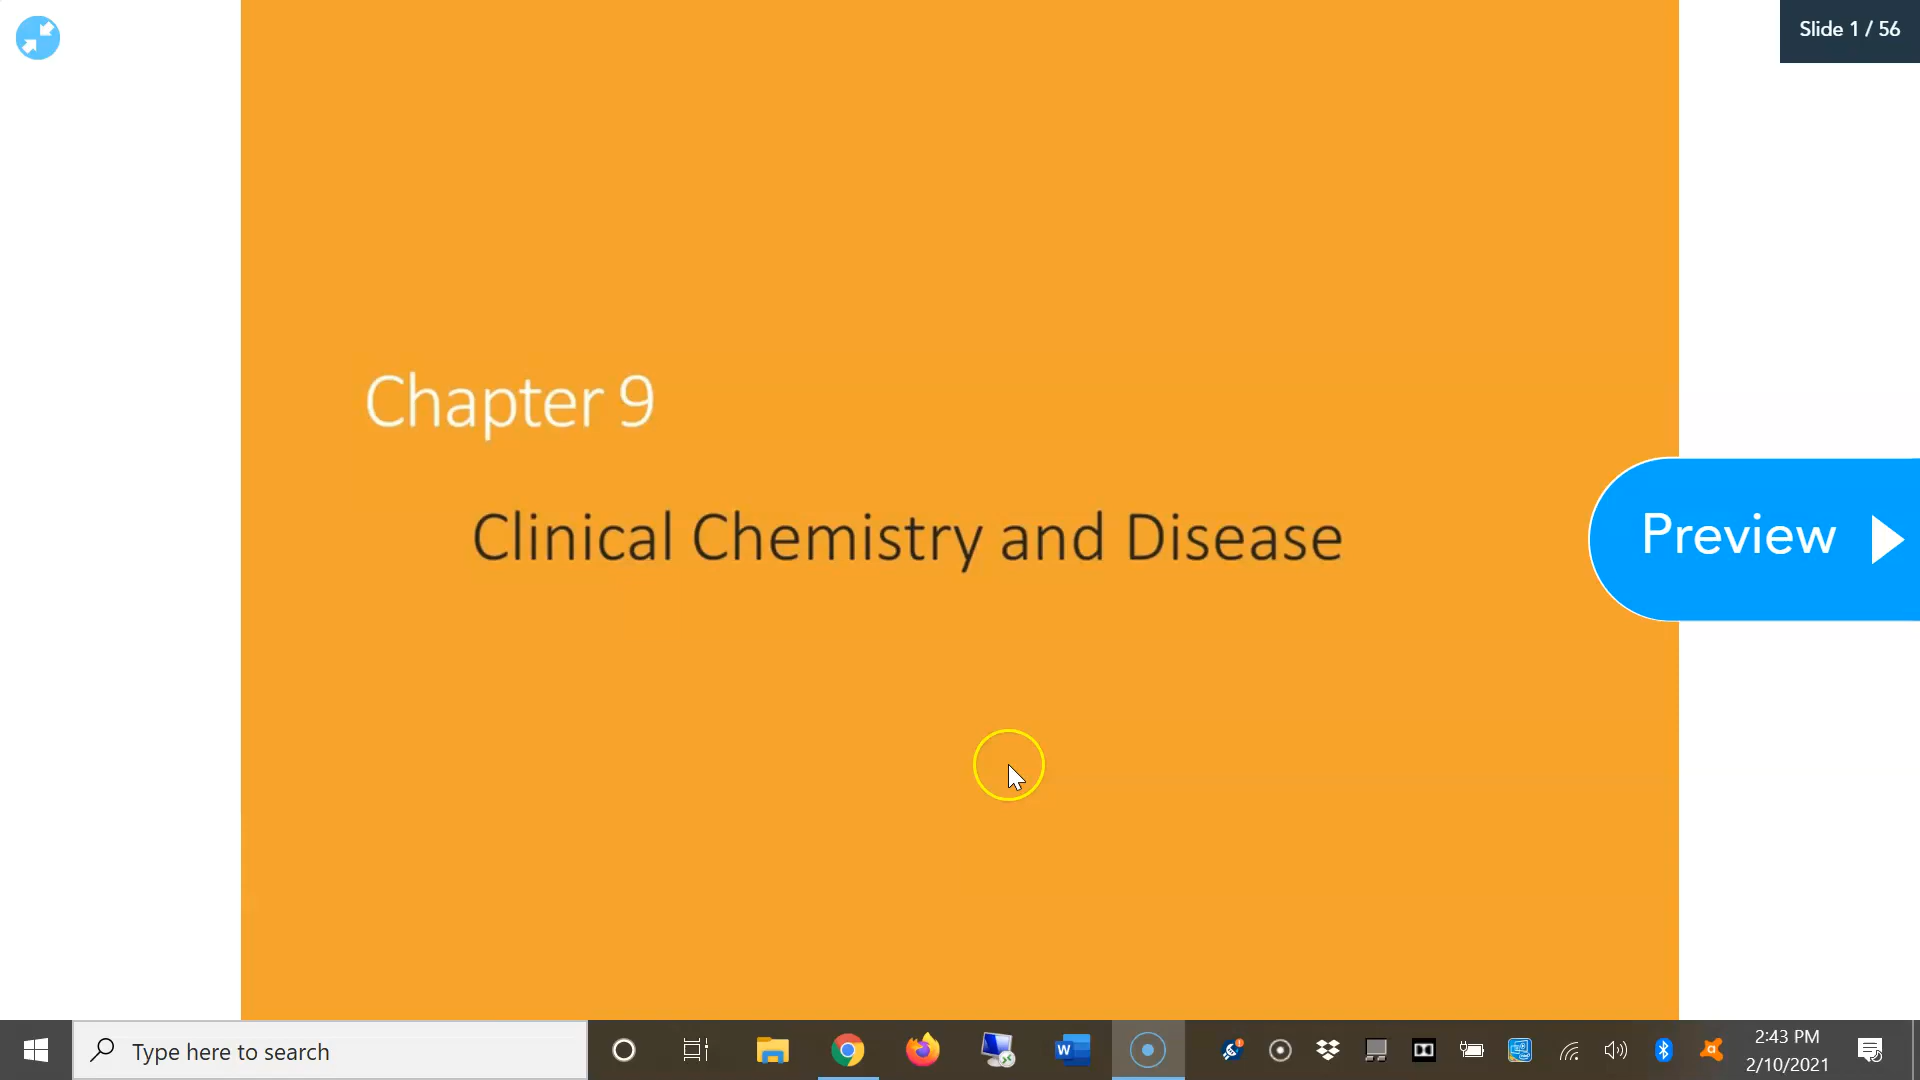 Slide 1 / 56
Chapter 9
Clinical Chemistry and Disease
Preview
Type here to search
2:43 PM
2/10/2021